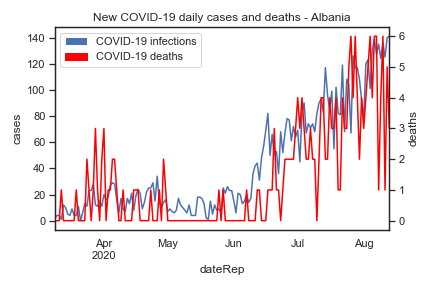 New COVID-19 daily cases and deaths - Albania
COVID-19 infections
COVID-19 deaths
cases
140
120
100
80
60
40
20
0
deaths
6
5
4
3
2
1
0
Apr
2020
May
Jun
Jul
Aug
dateRep